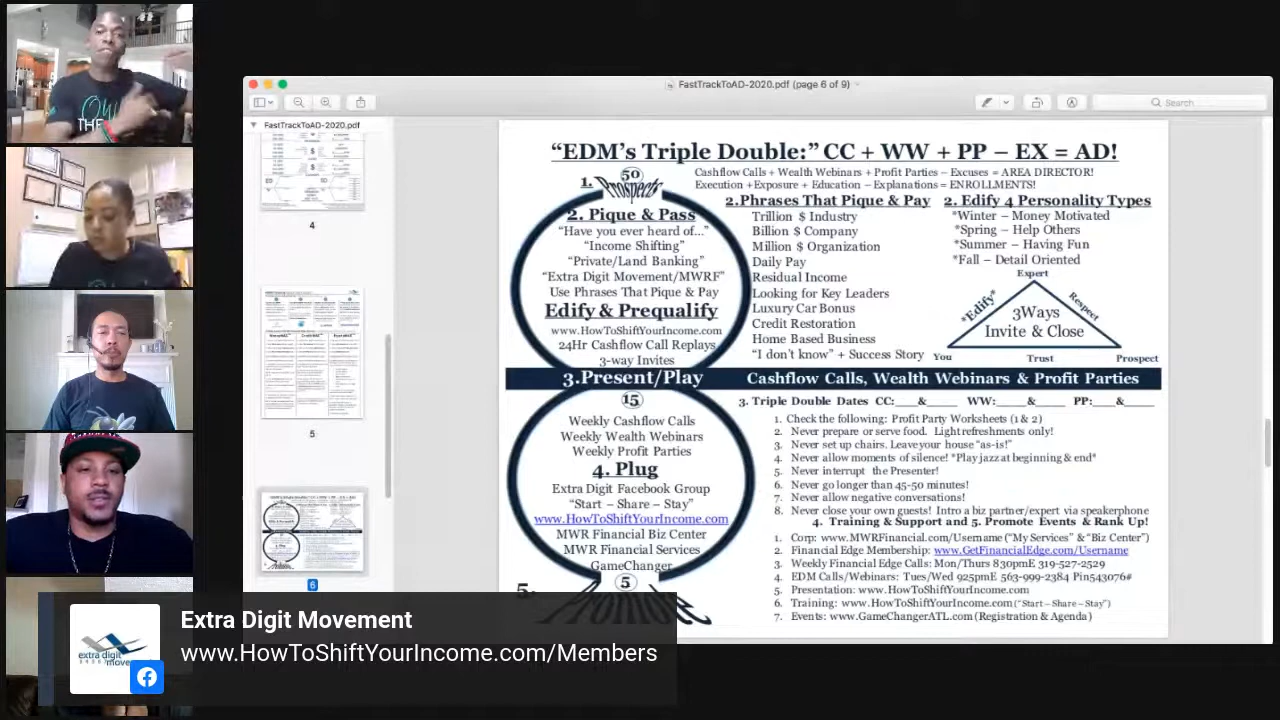 FastTrackToAD-2020.pdf (page 6 of 9)
Search
FastTrackToAD-2020.pdf
4
5
6
"EDM's Triple Double:" CC + WW + PP – EX = AD!
Cashflow Calls + Wealth Webinars + Profit Parties – Excuses = AREA DIRECTOR!
Execution +Exposure + Education – Explanations = ENROLLMENTS!
50
1. Prospects
2. Pique & Pass
"Have you ever heard of…"
"Income Shifting"
"Private/Land Banking"
"Extra Digit Movement/MWRF"
Use Phrases That Pique & Pay
Edify & Prequalify
www.HowToShiftYourIncome.com
24Hr Cashflow Call Replays
-way Invites
Present/Play
15
Weekly Cashflow Calls
Weekly Wealth Webinars
Weekly Profit Parties
4. Plug
Extra Digit Facebook Group
"Start – Share – Stay"
www.HowToShiftYourIncome.com
MWR Financial Biz Center
MWR Financial Services
GameChanger
5
5.
2.Phrases That Pique & Pay
Trillion $ Industry
Billion $ Company
Million $ Organization
Daily Pay
Residual Income
Looking for Key Leaders
Car Bonus
Credit Restoration
Home Based Business
don't know" + Success Story
2. Edify 4 Personality Types
*Winter – Money Motivated
*Spring – Help Others
*Summer – Having Fun
*Fall – Detail Oriented
Expert
Respect
3Ways
Invite & Close
You
Trust
Prospect
Calls, Wealth Webinars & Profit Parties
3. Triple Double Dates CC:____&____ WW:____&____ PP:____&____
1. Check the following: Profit Party Worksheets (1 & 2)
2. Never prepare or serve food. Light refreshments only!
3. Never set up chairs. Leave your house "as-is!"
4. Never allow moments of silence! *Play jazz at beginning & end*
5. Never interrupt the Presenter!
6. Never go longer than 45-50 minutes!
7. Never allow negative conversations!
8. Never close your own guests! Intro a biz partner/expert via speakerphone
4. Training & Support and 5. Promote Events & Rank Up!
1. Corp: www.MWRFinancial.com/Username ("My Services" & "Biz Center")
2. Financial Edge Membership: www.GetFinancialEdge.com/Username
3. Weekly Financial Edge Calls: Mon/Thurs 830pmE 319-527-2529
4. EDM Calls/Webinars: Tues/Wed 925pmE 563-999-2384 Pin543076#
5. Presentation: www.HowToShiftYourIncome.com
6. Training: www.HowToShiftYourIncome.com ("Start – Share – Stay")
7. Events: www.GameChangerATL.com (Registration & Agenda)
extra digit
Extra Digit Movement
www.HowToShiftYourIncome.com/Members